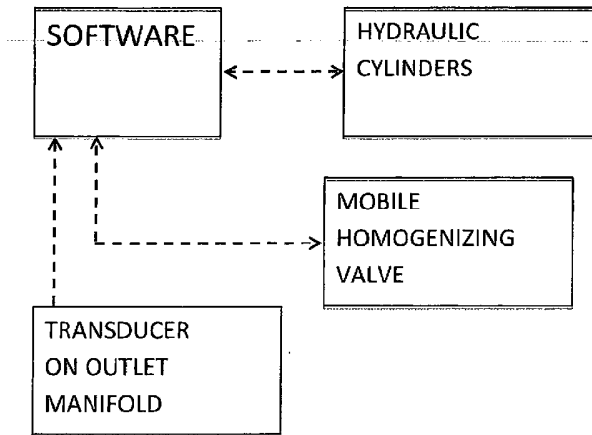 SOFTWARE
HYDRAULIC
CYLINDERS
MOBILE
HOMOGENIZING
VALVE
TRANSDUCER
ON OUTLET
MANIFOLD